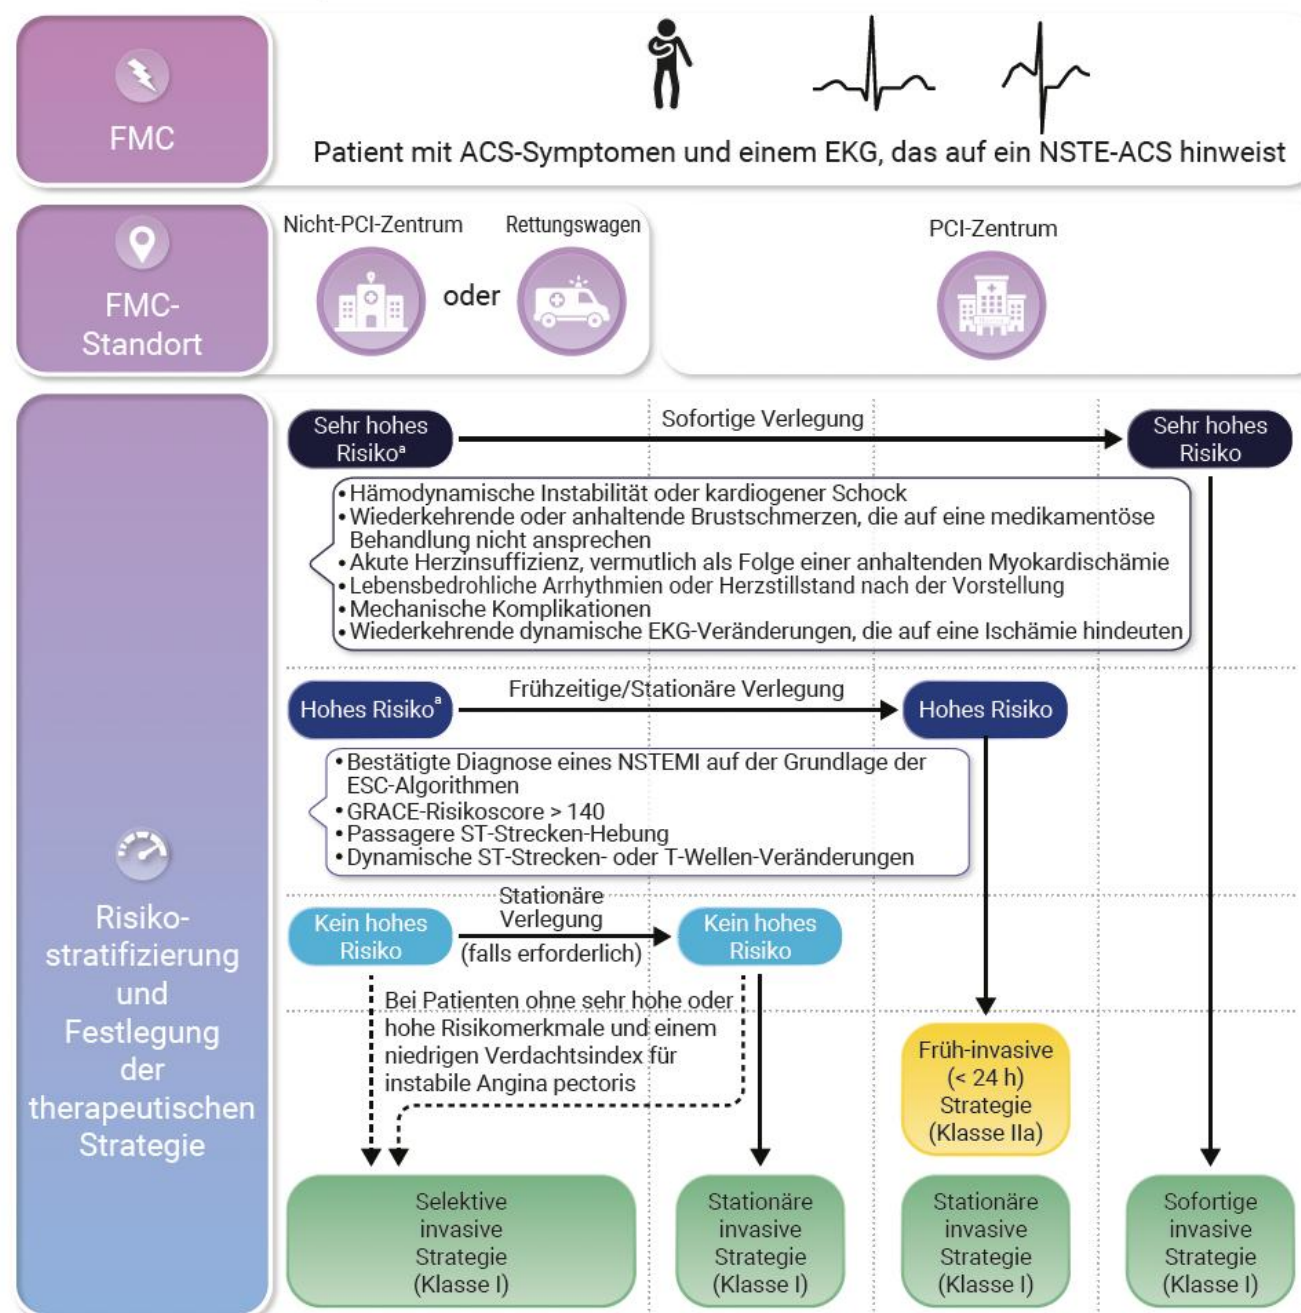 FMC
Patient mit ACS-Symptomen und einem EKG, das auf ein NSTE-ACS hinweist
FMC-
Standort
Nicht-PCI-Zentrum
oder
Rettungswagen
PCI-Zentrum
Risiko-
stratifizierung
und
Festlegung
der
therapeutischen
Strategie
Sehr hohes
Risikoᵃ
Sofortige Verlegung
Sehr hohes
Risiko
• Hämodynamische Instabilität oder kardiogener Schock
• Wiederkehrende oder anhaltende Brustschmerzen, die auf eine medikamentöse
Behandlung nicht ansprechen
• Akute Herzinsuffizienz, vermutlich als Folge einer anhaltenden Myokardischämie
• Lebensbedrohliche Arrhythmien oder Herzstillstand nach der Vorstellung
• Mechanische Komplikationen
• Wiederkehrende dynamische EKG-Veränderungen, die auf eine Ischämie hindeuten
Hohes Risikoᵃ
Frühzeitige/Stationäre Verlegung
Hohes Risiko
• Bestätigte Diagnose eines NSTEMI auf der Grundlage der
ESC-Algorithmen
• GRACE-Risikoscore > 140
• Passagere ST-Strecken-Hebung
• Dynamische ST-Strecken- oder T-Wellen-Veränderungen
Kein hohes
Risiko
Stationäre
Verlegung
(falls erforderlich)
Kein hohes
Risiko
Bei Patienten ohne sehr hohe oder
hohe Risikomerkmale und einem
niedrigen Verdachtsindex für
instabile Angina pectoris
Früh-invasive
(< 24 h)
Strategie
(Klasse IIa)
Selektive
invasive
Strategie
(Klasse I)
Stationäre
invasive
Strategie
(Klasse I)
Stationäre
invasive
Strategie
(Klasse I)
Sofortige
invasive
Strategie
(Klasse I)